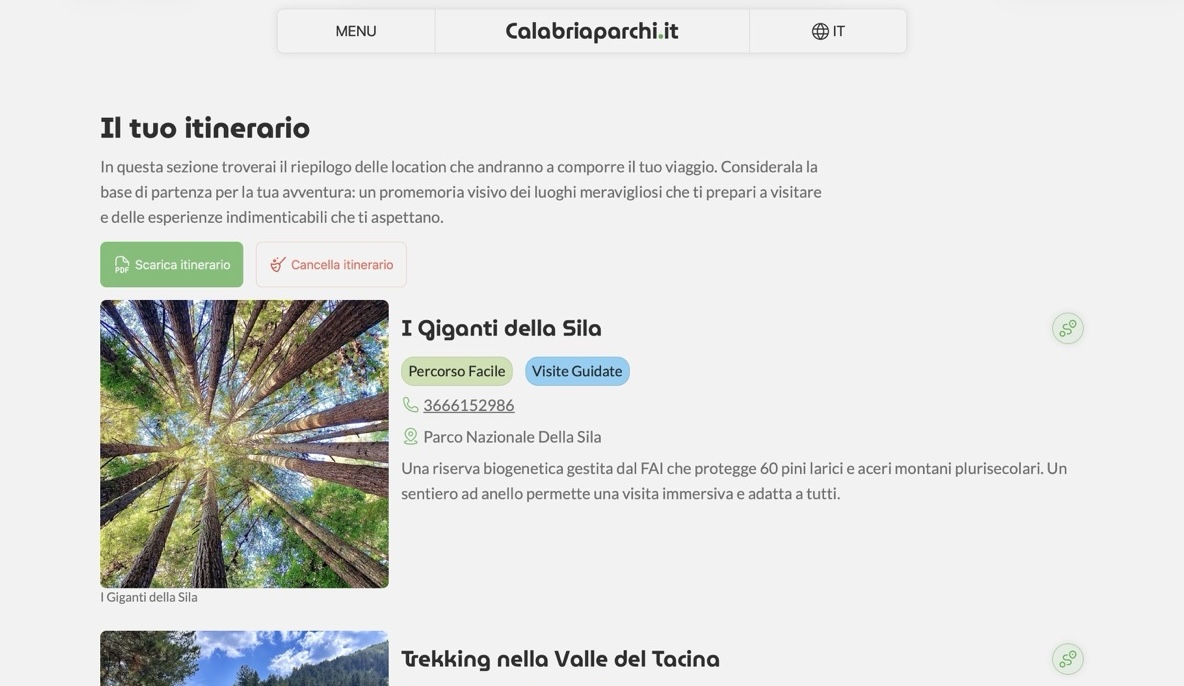 MENU
Calabriaparchi.it
IT
Il tuo itinerario
In questa sezione troverai il riepilogo delle location che andranno a comporre il tuo viaggio. Considerala la
base di partenza per la tua avventura: un promemoria visivo dei luoghi meravigliosi che ti prepari a visitare
e delle esperienze indimenticabili che ti aspettano.
PDF Scarica itinerario
Cancella itinerario
I Giganti della Sila
Percorso Facile
Visite Guidate
3666152986
Parco Nazionale Della Sila
Una riserva biogenetica gestita dal FAI che protegge 60 pini larici e aceri montani plurisecolari. Un
sentiero ad anello permette una visita immersiva e adatta a tutti.
I Giganti della Sila
Trekking nella Valle del Tacina